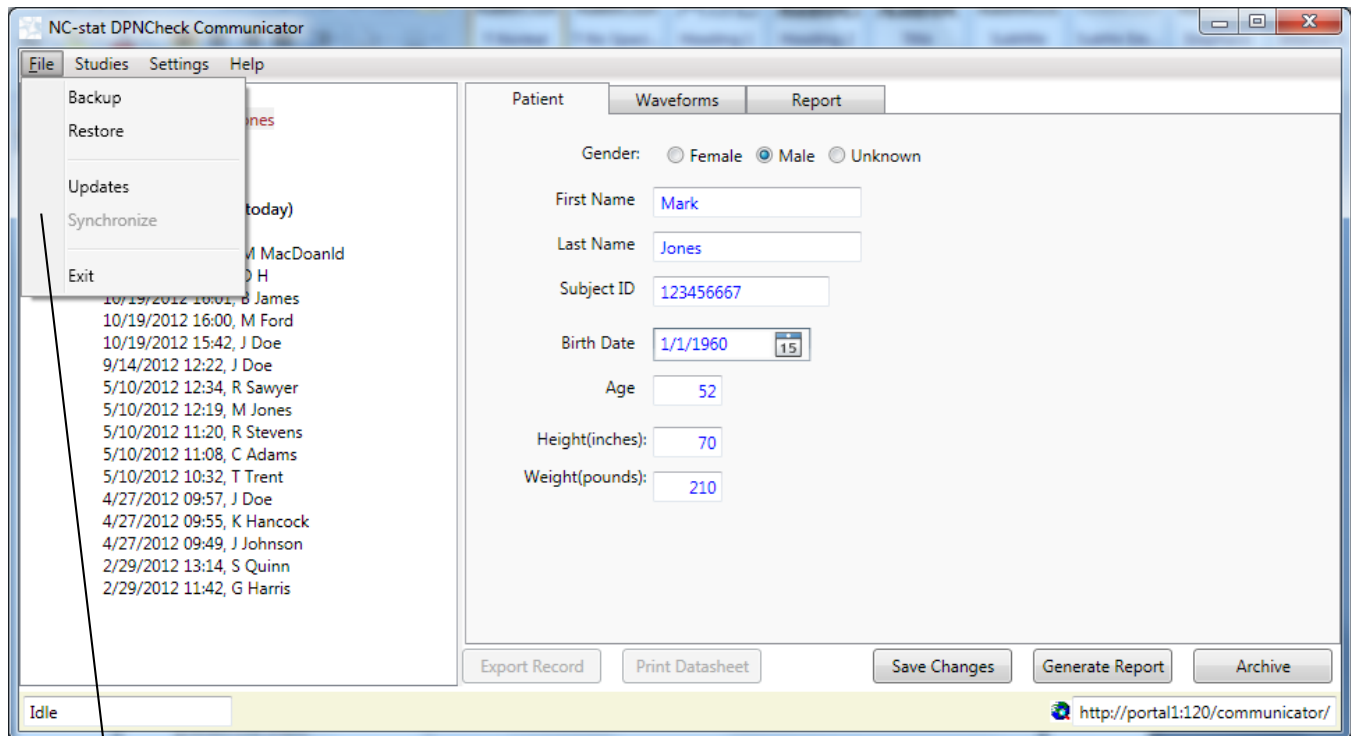 NC-stat DPNCheck Communicator
File Studies Settings Help
Backup
Restore
Updates
Synchronize
Exit
today)
M MacDoanld
H
10/19/2012 16:01, B James
10/19/2012 16:00, M Ford
10/19/2012 15:42, J Doe
9/14/2012 12:22, J Doe
5/10/2012 12:34, R Sawyer
5/10/2012 12:19, M Jones
5/10/2012 11:20, R Stevens
5/10/2012 11:08, C Adams
5/10/2012 10:32, T Trent
4/27/2012 09:57, J Doe
4/27/2012 09:55, K Hancock
4/27/2012 09:49, J Johnson
2/29/2012 13:14, S Quinn
2/29/2012 11:42, G Harris
Patient Waveforms Report
Gender: Female Male Unknown
First Name Mark
Last Name Jones
Subject ID 123456667
Birth Date 1/1/1960 15
Age 52
Height(inches): 70
Weight(pounds): 210
Export Record Print Datasheet Save Changes Generate Report Archive
Idle http://portal1:120/communicator/